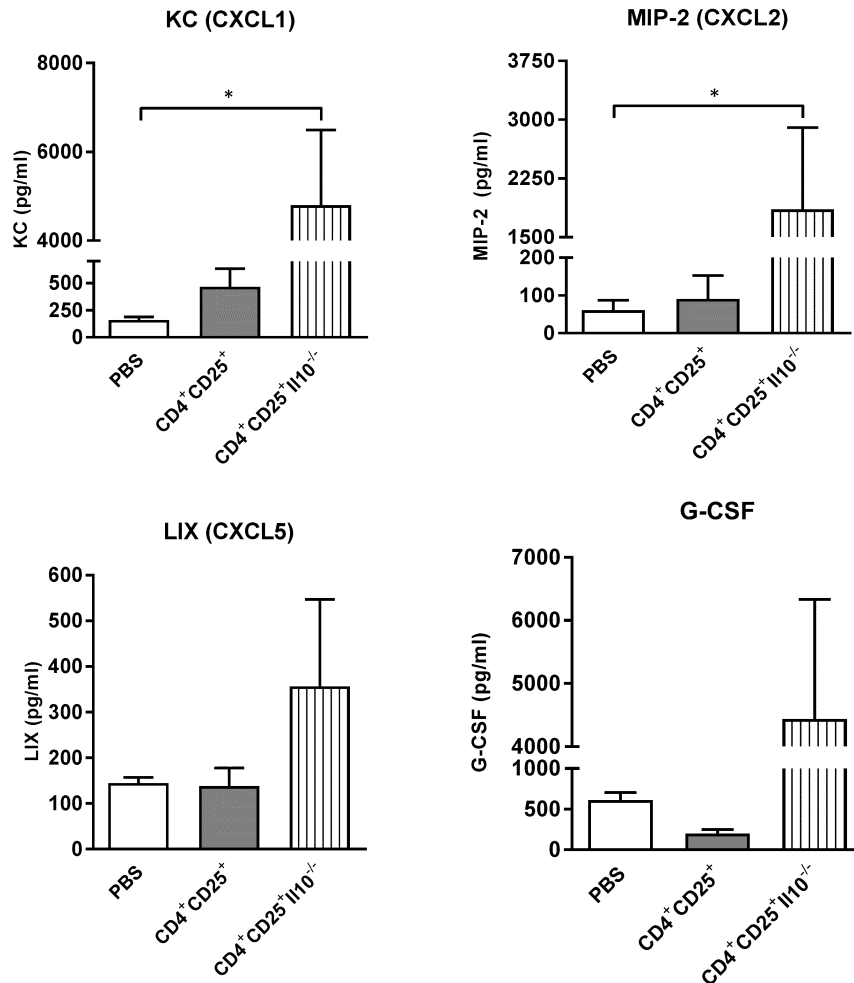 KC (CXCL1)
8000
6000
4000
500
250
0
KC (pg/ml)
*
PBS
CD4⁺CD25⁺
CD4⁺CD25⁺Il10⁻/⁻
MIP-2 (CXCL2)
3750
3000
2250
1500
200
100
0
MIP-2 (pg/ml)
*
PBS
CD4⁺CD25⁺
CD4⁺CD25⁺Il10⁻/⁻
LIX (CXCL5)
600
500
400
300
200
100
0
LIX (pg/ml)
PBS
CD4⁺CD25⁺
CD4⁺CD25⁺Il10⁻/⁻
G-CSF
7000
6000
5000
4000
1000
500
0
G-CSF (pg/ml)
PBS
CD4⁺CD25⁺
CD4⁺CD25⁺Il10⁻/⁻